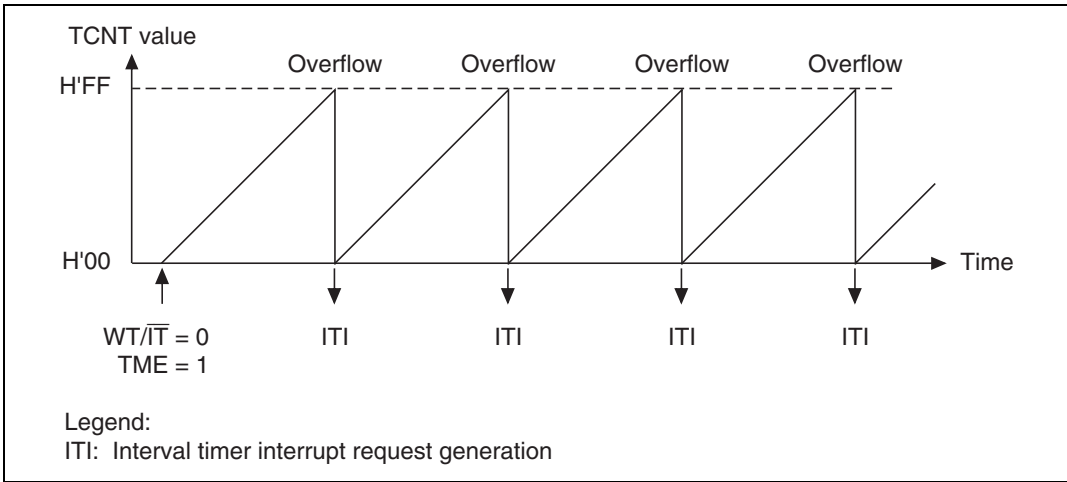 TCNT value
Overflow Overflow Overflow Overflow
H'FF
H'00
Time
WT/I̅T̅ = 0
TME = 1
ITI ITI ITI ITI
Legend:
ITI: Interval timer interrupt request generation